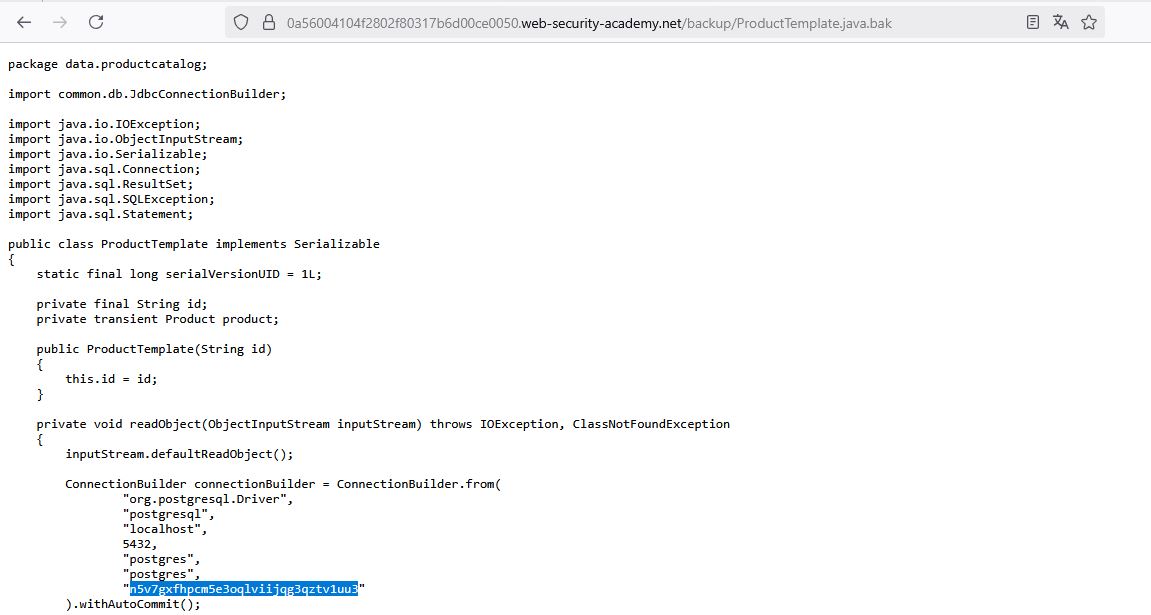 0a56004104f2802f80317b6d00ce0050.web-security-academy.net/backup/ProductTemplate.java.bak
package data.productcatalog;
import common.db.JdbcConnectionBuilder;
import java.io.IOException;
import java.io.ObjectInputStream;
import java.io.Serializable;
import java.sql.Connection;
import java.sql.ResultSet;
import java.sql.SQLException;
import java.sql.Statement;
public class ProductTemplate implements Serializable
{
    static final long serialVersionUID = 1L;
    private final String id;
    private transient Product product;
    public ProductTemplate(String id)
    {
        this.id = id;
    }
    private void readObject(ObjectInputStream inputStream) throws IOException, ClassNotFoundException
    {
        inputStream.defaultReadObject();
        ConnectionBuilder connectionBuilder = ConnectionBuilder.from(
                "org.postgresql.Driver",
                "postgresql",
                "localhost",
                5432,
                "postgres",
                "postgres",
                "n5v7gxfhpcm5e3oqlviijqg3qztv1uu3"
        ).withAutoCommit();